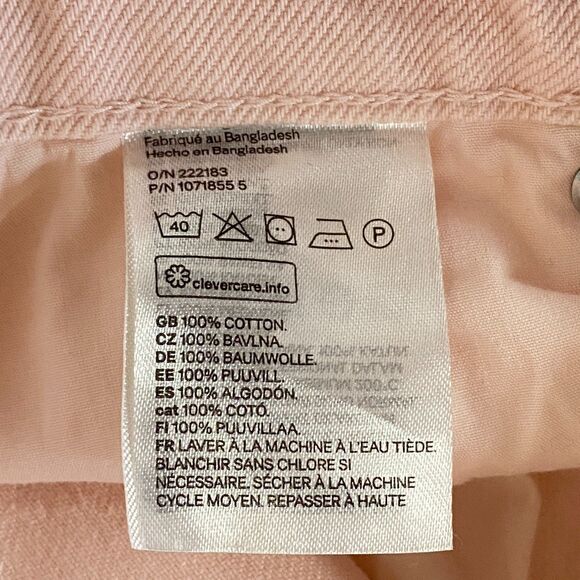 Fabriqué au Bangladesh
Hecho en Bangladesh
O/N 222183
P/N 1071855 5
40 P
clevercare.info
GB 100% COTTON.
CZ 100% BAVLNA.
DE 100% BAUMWOLLE.
EE 100% PUUVILL.
ES 100% ALGODÓN.
cat 100% COTÓ.
FI 100% PUUVILLAA.
FR LAVER À LA MACHINE À L'EAU TIÈDE.
BLANCHIR SANS CHLORE SI
NÉCESSAIRE. SÉCHER À LA MACHINE
CYCLE MOYEN. REPASSER À HAUTE